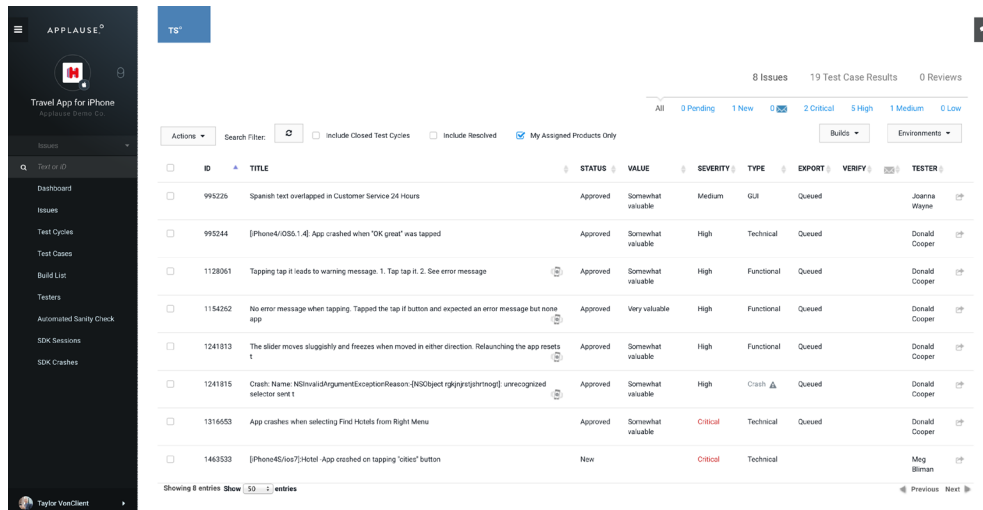 APPLAUSE
TS°
Travel App for iPhone
Applause Demo Co.
Issues
Text or ID
Dashboard
Issues
Test Cycles
Test Cases
Build List
Testers
Automated Sanity Check
SDK Sessions
SDK Crashes
Taylor VonClient
8 Issues 19 Test Case Results 0 Reviews
All 0 Pending 1 New 0 2 Critical 5 High 1 Medium 0 Low
Actions Search Filter: Include Closed Test Cycles Include Resolved My Assigned Products Only Builds Environments
ID TITLE STATUS VALUE SEVERITY TYPE EXPORT VERIFY TESTER
995226 Spanish text overlapped in Customer Service 24 Hours Approved Somewhat Medium GUI Queued Joanna
valuable Wayne
995244 [iPhone4/iOS6.1.4]: App crashed when "OK great" was tapped Approved Somewhat High Technical Queued Donald
valuable Cooper
1128061 Tapping tap it leads to warning message. 1. Tap tap it. 2. See error message Approved Somewhat High Functional Queued Donald
valuable Cooper
1154262 No error message when tapping. Tapped the tap if button and expected an error message but none Approved Very valuable High Functional Queued Donald
app Cooper
1241813 The slider moves sluggishly and freezes when moved in either direction. Relaunching the app resets Approved Somewhat High Functional Queued Donald
t valuable Cooper
1241815 Crash: Name: NSInvalidArgumentExceptionReason:-[NSObject rgkjnjrstjshrtnogt]: unrecognized Approved Somewhat High Crash Queued Donald
selector sent t valuable Cooper
1316653 App crashes when selecting Find Hotels from Right Menu Approved Somewhat Critical Technical Queued Donald
valuable Cooper
1463533 [iPhone4S/ios7]:Hotel -App crashed on tapping "cities" button New Critical Technical Meg
Bliman
Showing 8 entries Show 50 entries Previous Next